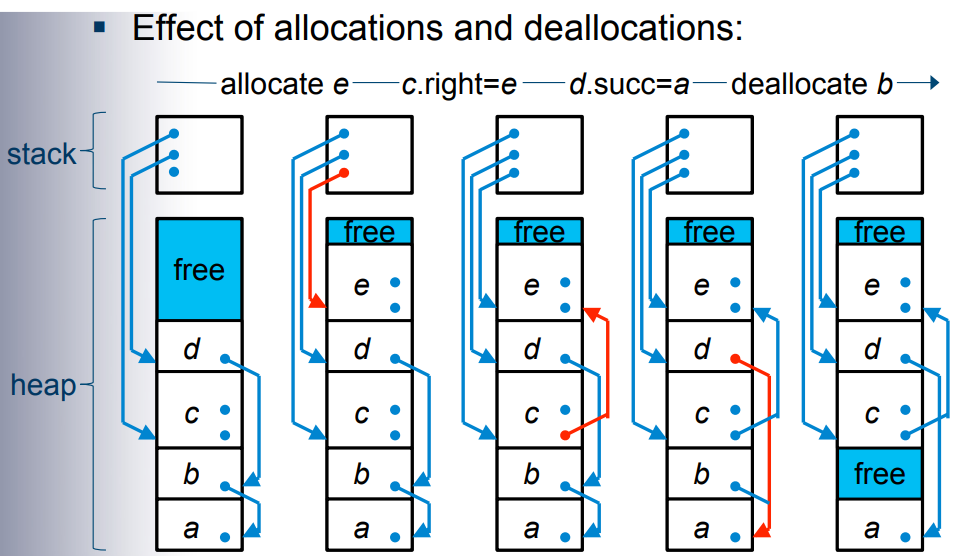 ▪ Effect of allocations and deallocations:
allocate e c.right=e d.succ=a deallocate b
stack
heap
free free free free free
e e e e
d d d d d
c c c c c
b b b b free
a a a a a